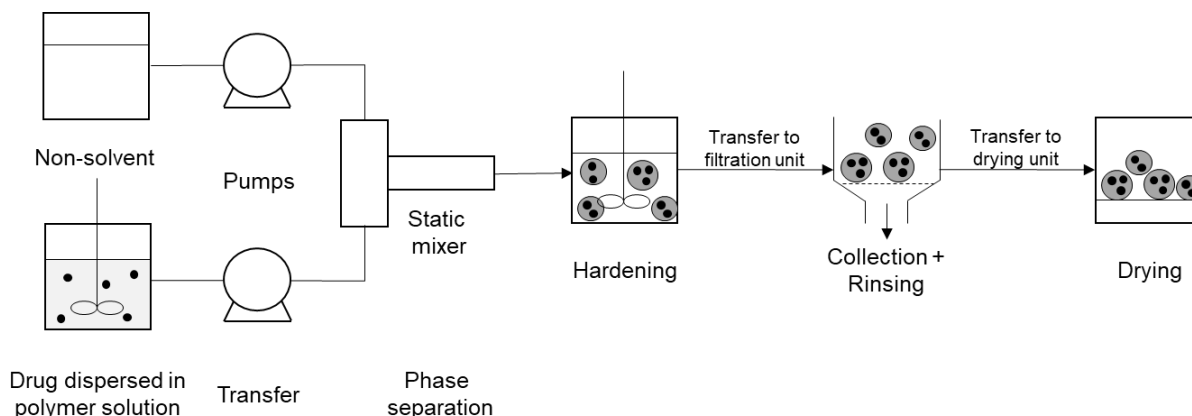 Non-solvent
Pumps
Static
mixer
Hardening
Transfer to
filtration unit
Collection +
Rinsing
Transfer to
drying unit
Drying
Drug dispersed in
polymer solution
Transfer
Phase
separation